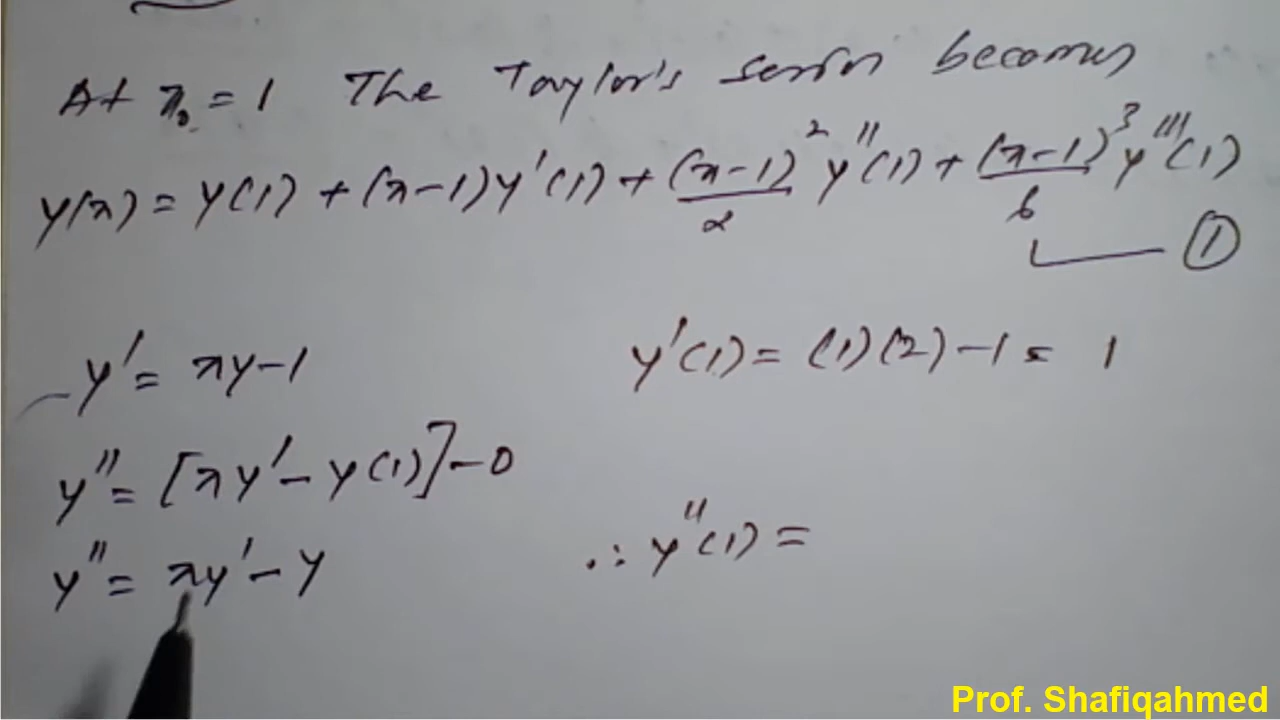 At x₀ = 1 The Taylor's series becomes
y(x) = y(1) + (x-1)y'(1) + (x-1)²/2 y''(1) + (x-1)³/6 y'''(1)
①
y' = xy-1 y'(1) = (1)(2)-1 = 1
y'' = [xy' - y(1)] - 0
y'' = xy' - y ∴ y''(1) =
Prof. Shafiqahmed